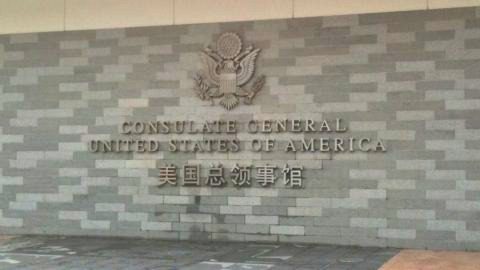 CONSULATE GENERAL
UNITED STATES OF AMERICA
美国总领事馆